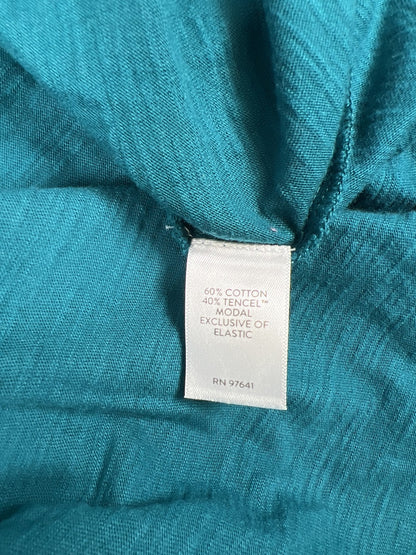 60% COTTON
40% TENCEL™
MODAL
EXCLUSIVE OF
ELASTIC
RN 97641